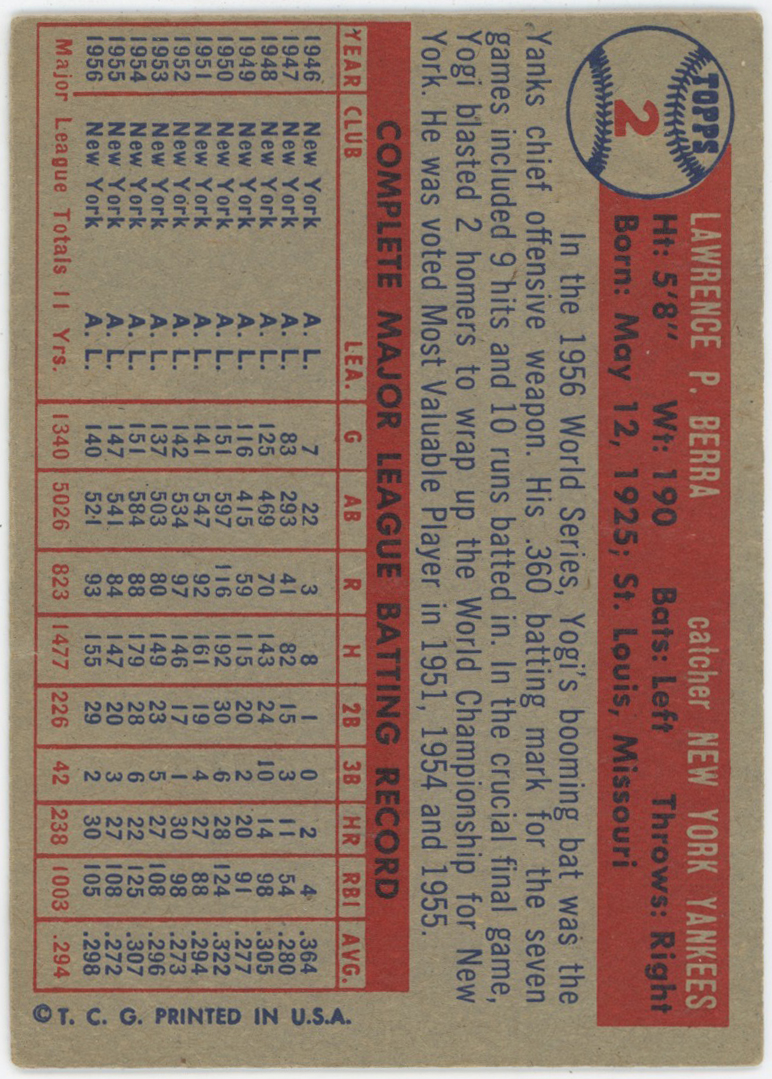 TOPPS
2
LAWRENCE P. BERRA catcher NEW YORK YANKEES
Ht: 5'8" Wt: 190 Bats: Left Throws: Right
Born: May 12, 1925; St. Louis, Missouri
In the 1956 World Series, Yogi's booming bat was the
Yanks chief offensive weapon. His .360 batting mark for the seven
games included 9 hits and 10 runs batted in. In the crucial final game,
Yogi blasted 2 homers to wrap up the World Championship for New
York. He was voted Most Valuable Player in 1951, 1954 and 1955.
COMPLETE MAJOR LEAGUE BATTING RECORD
YEAR CLUB LEA. G AB R H 2B 3B HR RBI AVG.
1946 New York A. L. 7 22 3 8 1 0 2 4 .364
1947 New York A. L. 83 293 41 82 15 3 11 54 .280
1948 New York A. L. 125 469 70 143 24 10 14 98 .305
1949 New York A. L. 116 415 59 115 20 2 20 91 .277
1950 New York A. L. 151 597 116 192 30 6 28 124 .322
1951 New York A. L. 141 547 92 161 19 4 27 88 .294
1952 New York A. L. 142 534 97 146 17 1 30 98 .273
1953 New York A. L. 137 503 80 149 23 5 27 108 .296
1954 New York A. L. 151 584 88 179 28 6 22 125 .307
1955 New York A. L. 147 541 84 147 20 3 27 108 .272
1956 New York A. L. 140 521 93 155 29 2 30 105 .298
Major League Totals 11 Yrs. 1340 5026 823 1477 226 42 238 1003 .294
© T. C. G. PRINTED IN U.S.A.